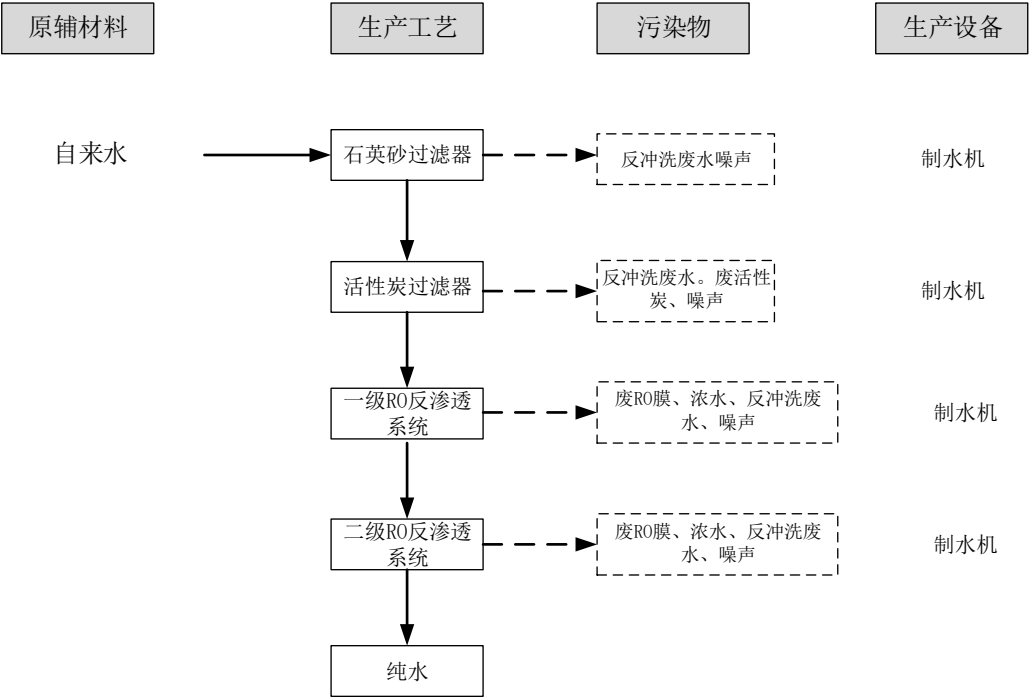 原辅材料
生产工艺
污染物
生产设备
自来水
石英砂过滤器
反冲洗废水噪声
制水机
活性炭过滤器
反冲洗废水。废活性
炭、噪声
制水机
一级RO反渗透
系统
废RO膜、浓水、反冲洗废
水、噪声
制水机
二级RO反渗透
系统
废RO膜、浓水、反冲洗废
水、噪声
制水机
纯水